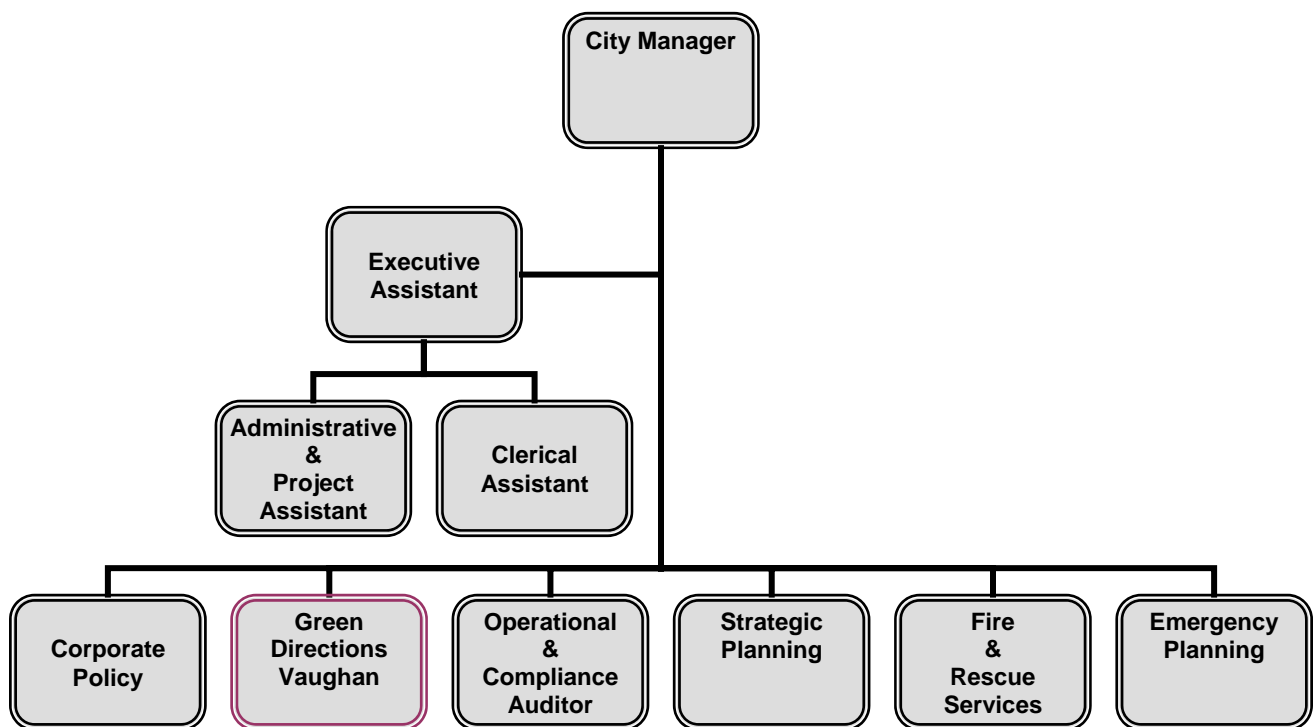 City Manager
Executive
Assistant
Administrative
&
Project
Assistant
Clerical
Assistant
Corporate
Policy
Green
Directions
Vaughan
Operational
&
Compliance
Auditor
Strategic
Planning
Fire
&
Rescue
Services
Emergency
Planning